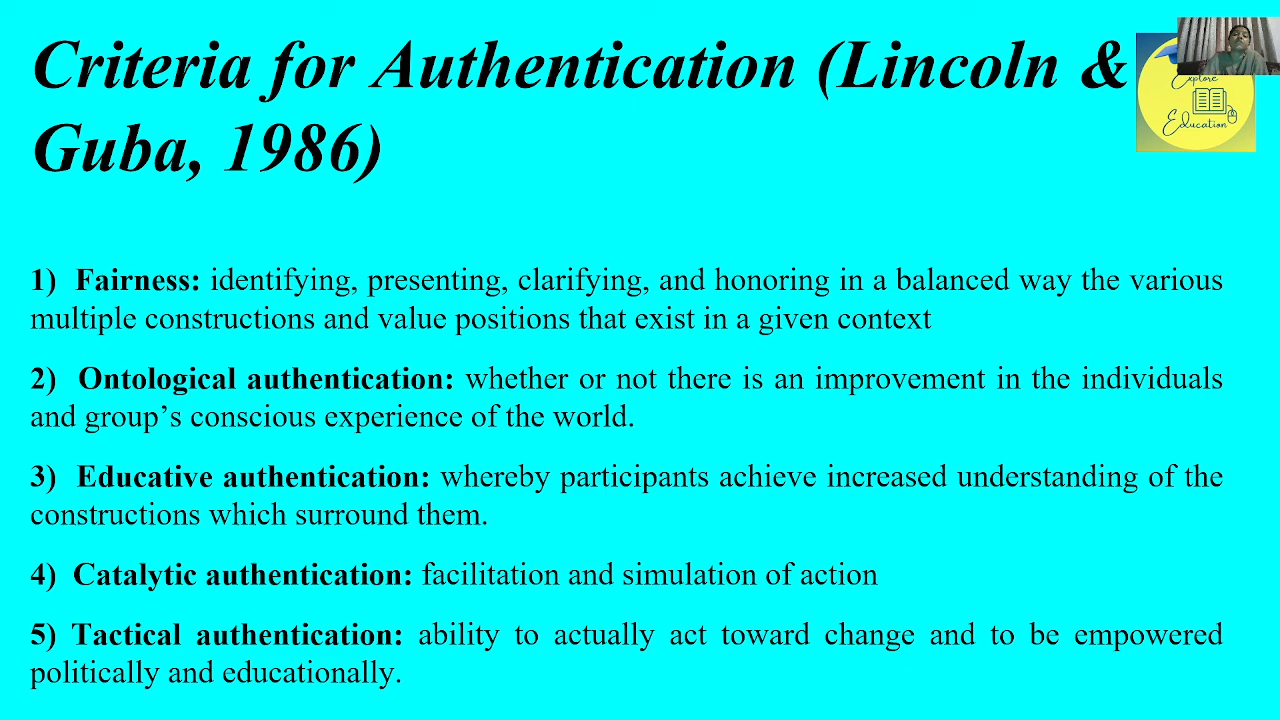 Criteria for Authentication (Lincoln &
Guba, 1986)
Explore
Education
1) Fairness: identifying, presenting, clarifying, and honoring in a balanced way the various
multiple constructions and value positions that exist in a given context
2) Ontological authentication: whether or not there is an improvement in the individuals
and group’s conscious experience of the world.
3) Educative authentication: whereby participants achieve increased understanding of the
constructions which surround them.
4) Catalytic authentication: facilitation and simulation of action
5) Tactical authentication: ability to actually act toward change and to be empowered
politically and educationally.